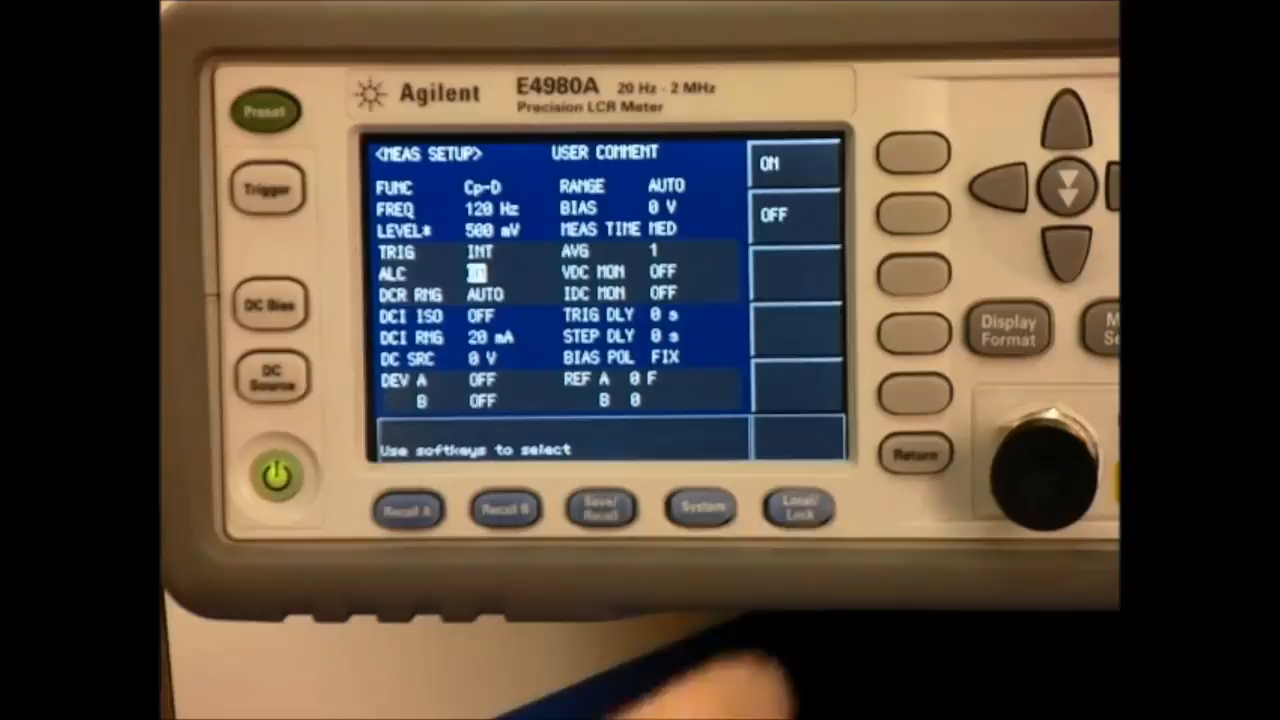 Preset
Agilent
E4980A 20 Hz - 2 MHz
Precision LCR Meter
Trigger
DC Bias
DC Source
<MEAS SETUP> USER COMMENT
FUNC Cp-D RANGE AUTO
FREQ 120 Hz BIAS 0 V
LEVEL* 500 mV MEAS TIME MED
TRIG INT AVG 1
ALC ON VDC MON OFF
DCR RNG AUTO IDC MON OFF
DCI ISO OFF TRIG DLY 0 s
DCI RNG 20 mA STEP DLY 0 s
DC SRC 0 V BIAS POL FIX
DEV A OFF REF A 0 F
B OFF B 0
Use softkeys to select
ON
OFF
Display
Format
Return
Recall A
Recall B
Save/
Recall
System
Local/
Lock